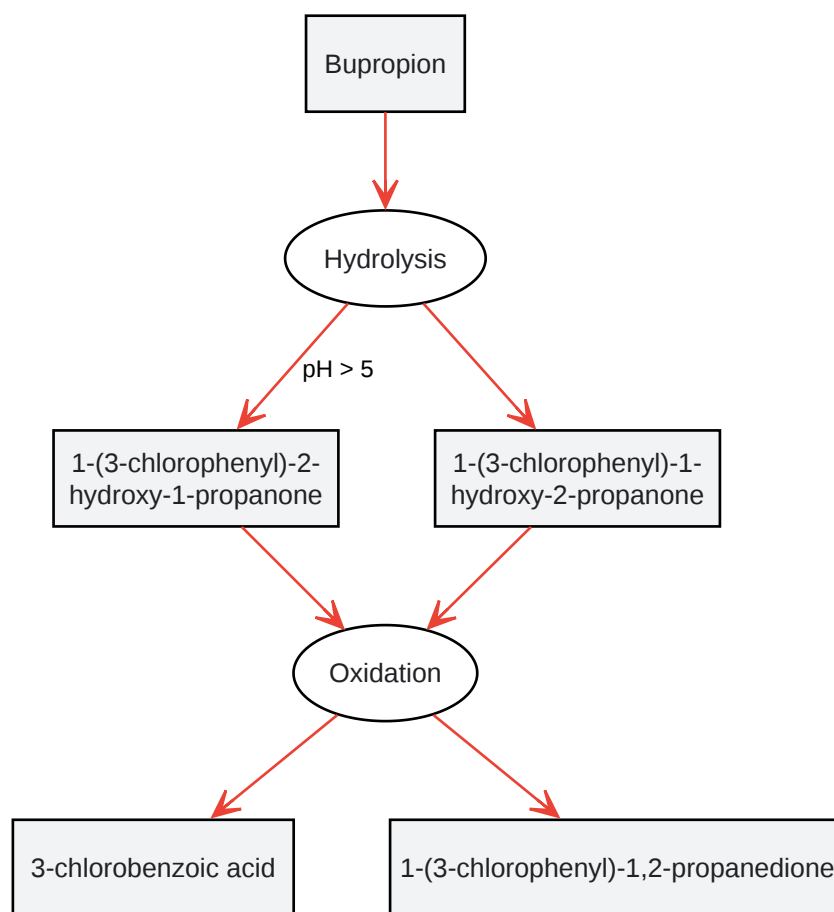 Bupropion
Hydrolysis
pH > 5
1-(3-chlorophenyl)-2-
hydroxy-1-propanone
1-(3-chlorophenyl)-1-
hydroxy-2-propanone
Oxidation
3-chlorobenzoic acid
1-(3-chlorophenyl)-1,2-propanedione